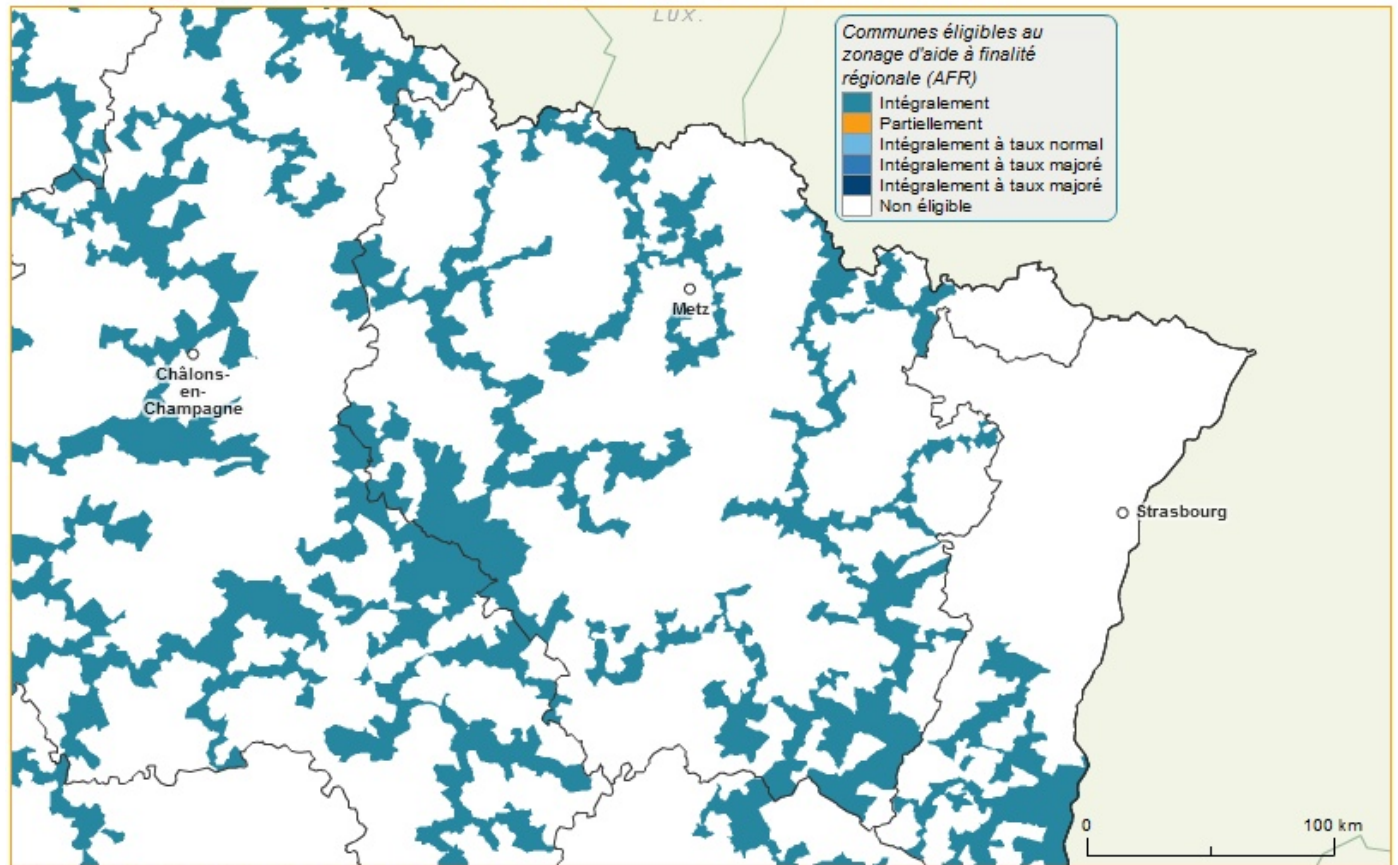 LUX.
Communes éligibles au
zonage d'aide à finalité
régionale (AFR)
Intégralement
Partiellement
Intégralement à taux normal
Intégralement à taux majoré
Intégralement à taux majoré
Non éligible
Metz
Châlons-
en-
Champagne
Strasbourg
0 100 km